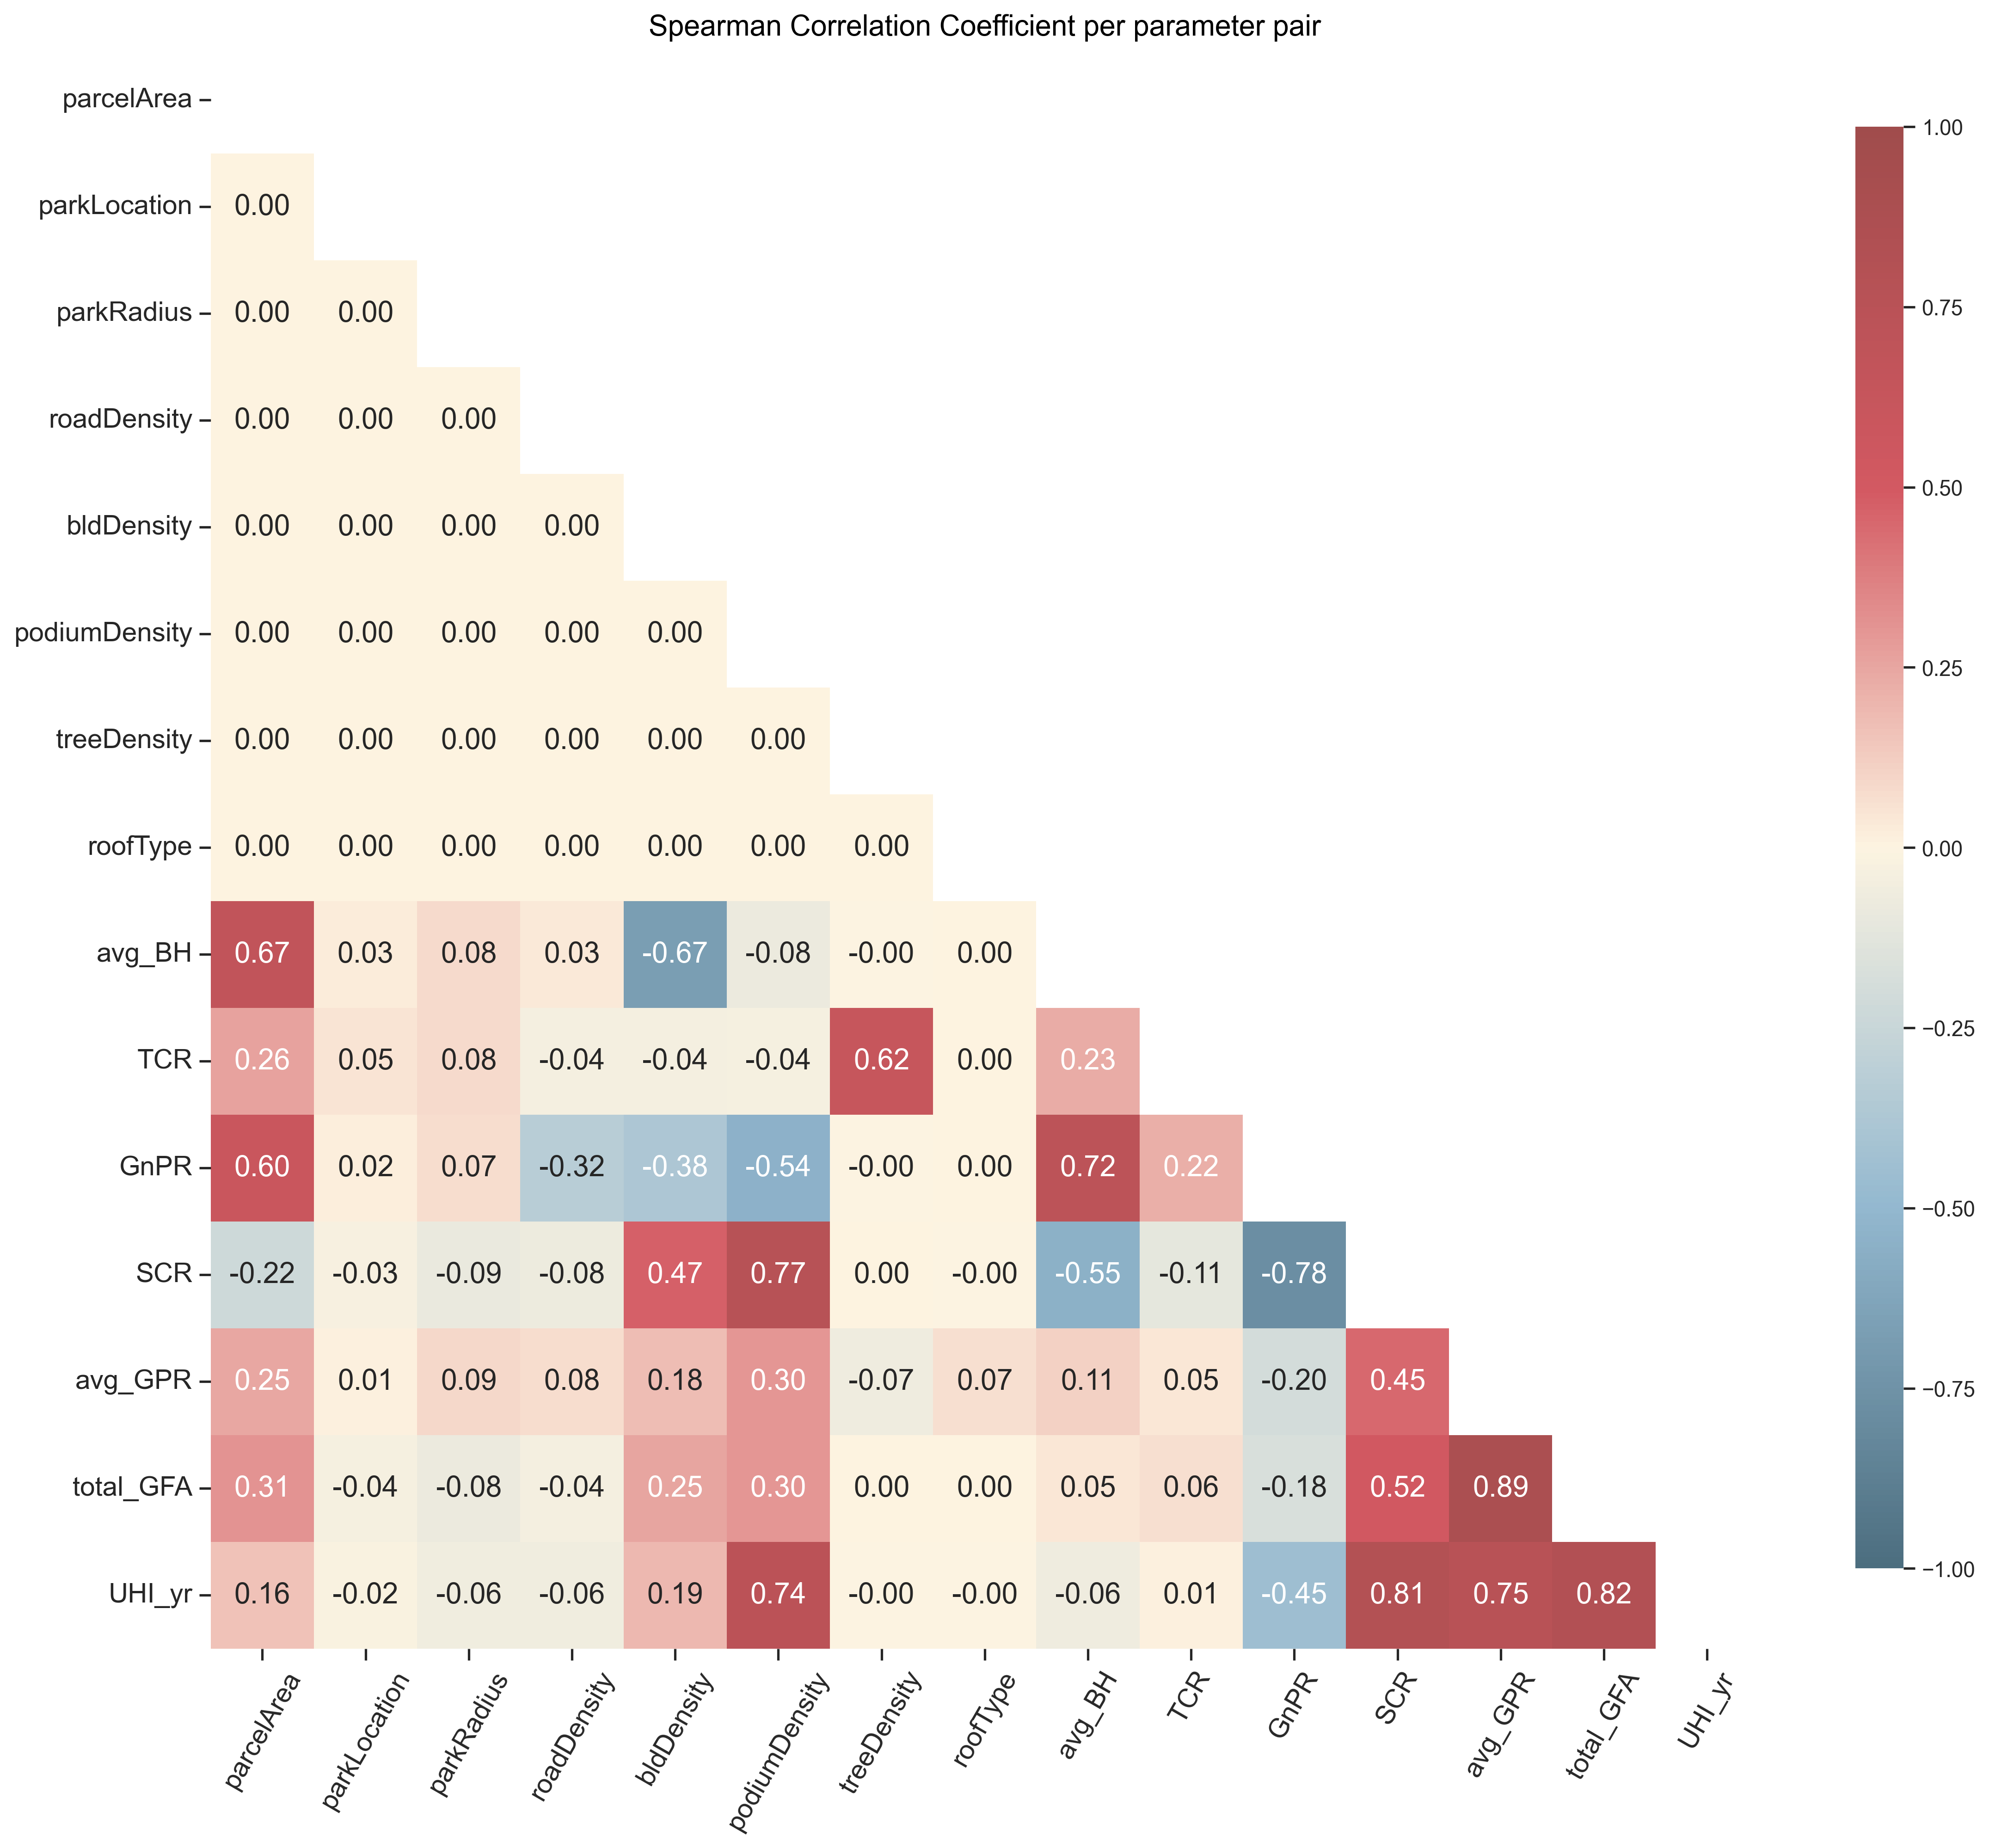 Spearman Correlation Coefficient per parameter pair
parcelArea
parkLocation 0.00
parkRadius 0.00 0.00
roadDensity 0.00 0.00 0.00
bldDensity 0.00 0.00 0.00 0.00
podiumDensity 0.00 0.00 0.00 0.00 0.00
treeDensity 0.00 0.00 0.00 0.00 0.00 0.00
roofType 0.00 0.00 0.00 0.00 0.00 0.00 0.00
avg_BH 0.67 0.03 0.08 0.03 -0.67 -0.08 -0.00 0.00
TCR 0.26 0.05 0.08 -0.04 -0.04 -0.04 0.62 0.00 0.23
GnPR 0.60 0.02 0.07 -0.32 -0.38 -0.54 -0.00 0.00 0.72 0.22
SCR -0.22 -0.03 -0.09 -0.08 0.47 0.77 0.00 -0.00 -0.55 -0.11 -0.78
avg_GPR 0.25 0.01 0.09 0.08 0.18 0.30 -0.07 0.07 0.11 0.05 -0.20 0.45
total_GFA 0.31 -0.04 -0.08 -0.04 0.25 0.30 0.00 0.00 0.05 0.06 -0.18 0.52 0.89
UHI_yr 0.16 -0.02 -0.06 -0.06 0.19 0.74 -0.00 -0.00 -0.06 0.01 -0.45 0.81 0.75 0.82
parcelArea parkLocation parkRadius roadDensity bldDensity podiumDensity treeDensity roofType avg_BH TCR GnPR SCR avg_GPR total_GFA UHI_yr
1.00
0.75
0.50
0.25
0.00
−0.25
−0.50
−0.75
−1.00